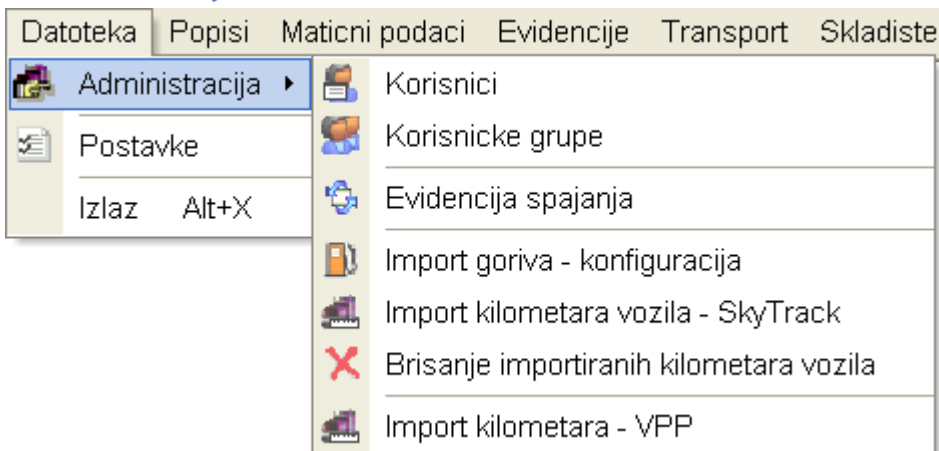 Datoteka Popisi Maticni podaci Evidencije Transport Skladiste
Administracija
Postavke
Izlaz Alt+X
Korisnici
Korisnicke grupe
Evidencija spajanja
Import goriva - konfiguracija
Import kilometara vozila - SkyTrack
Brisanje importiranih kilometara vozila
Import kilometara - VPP